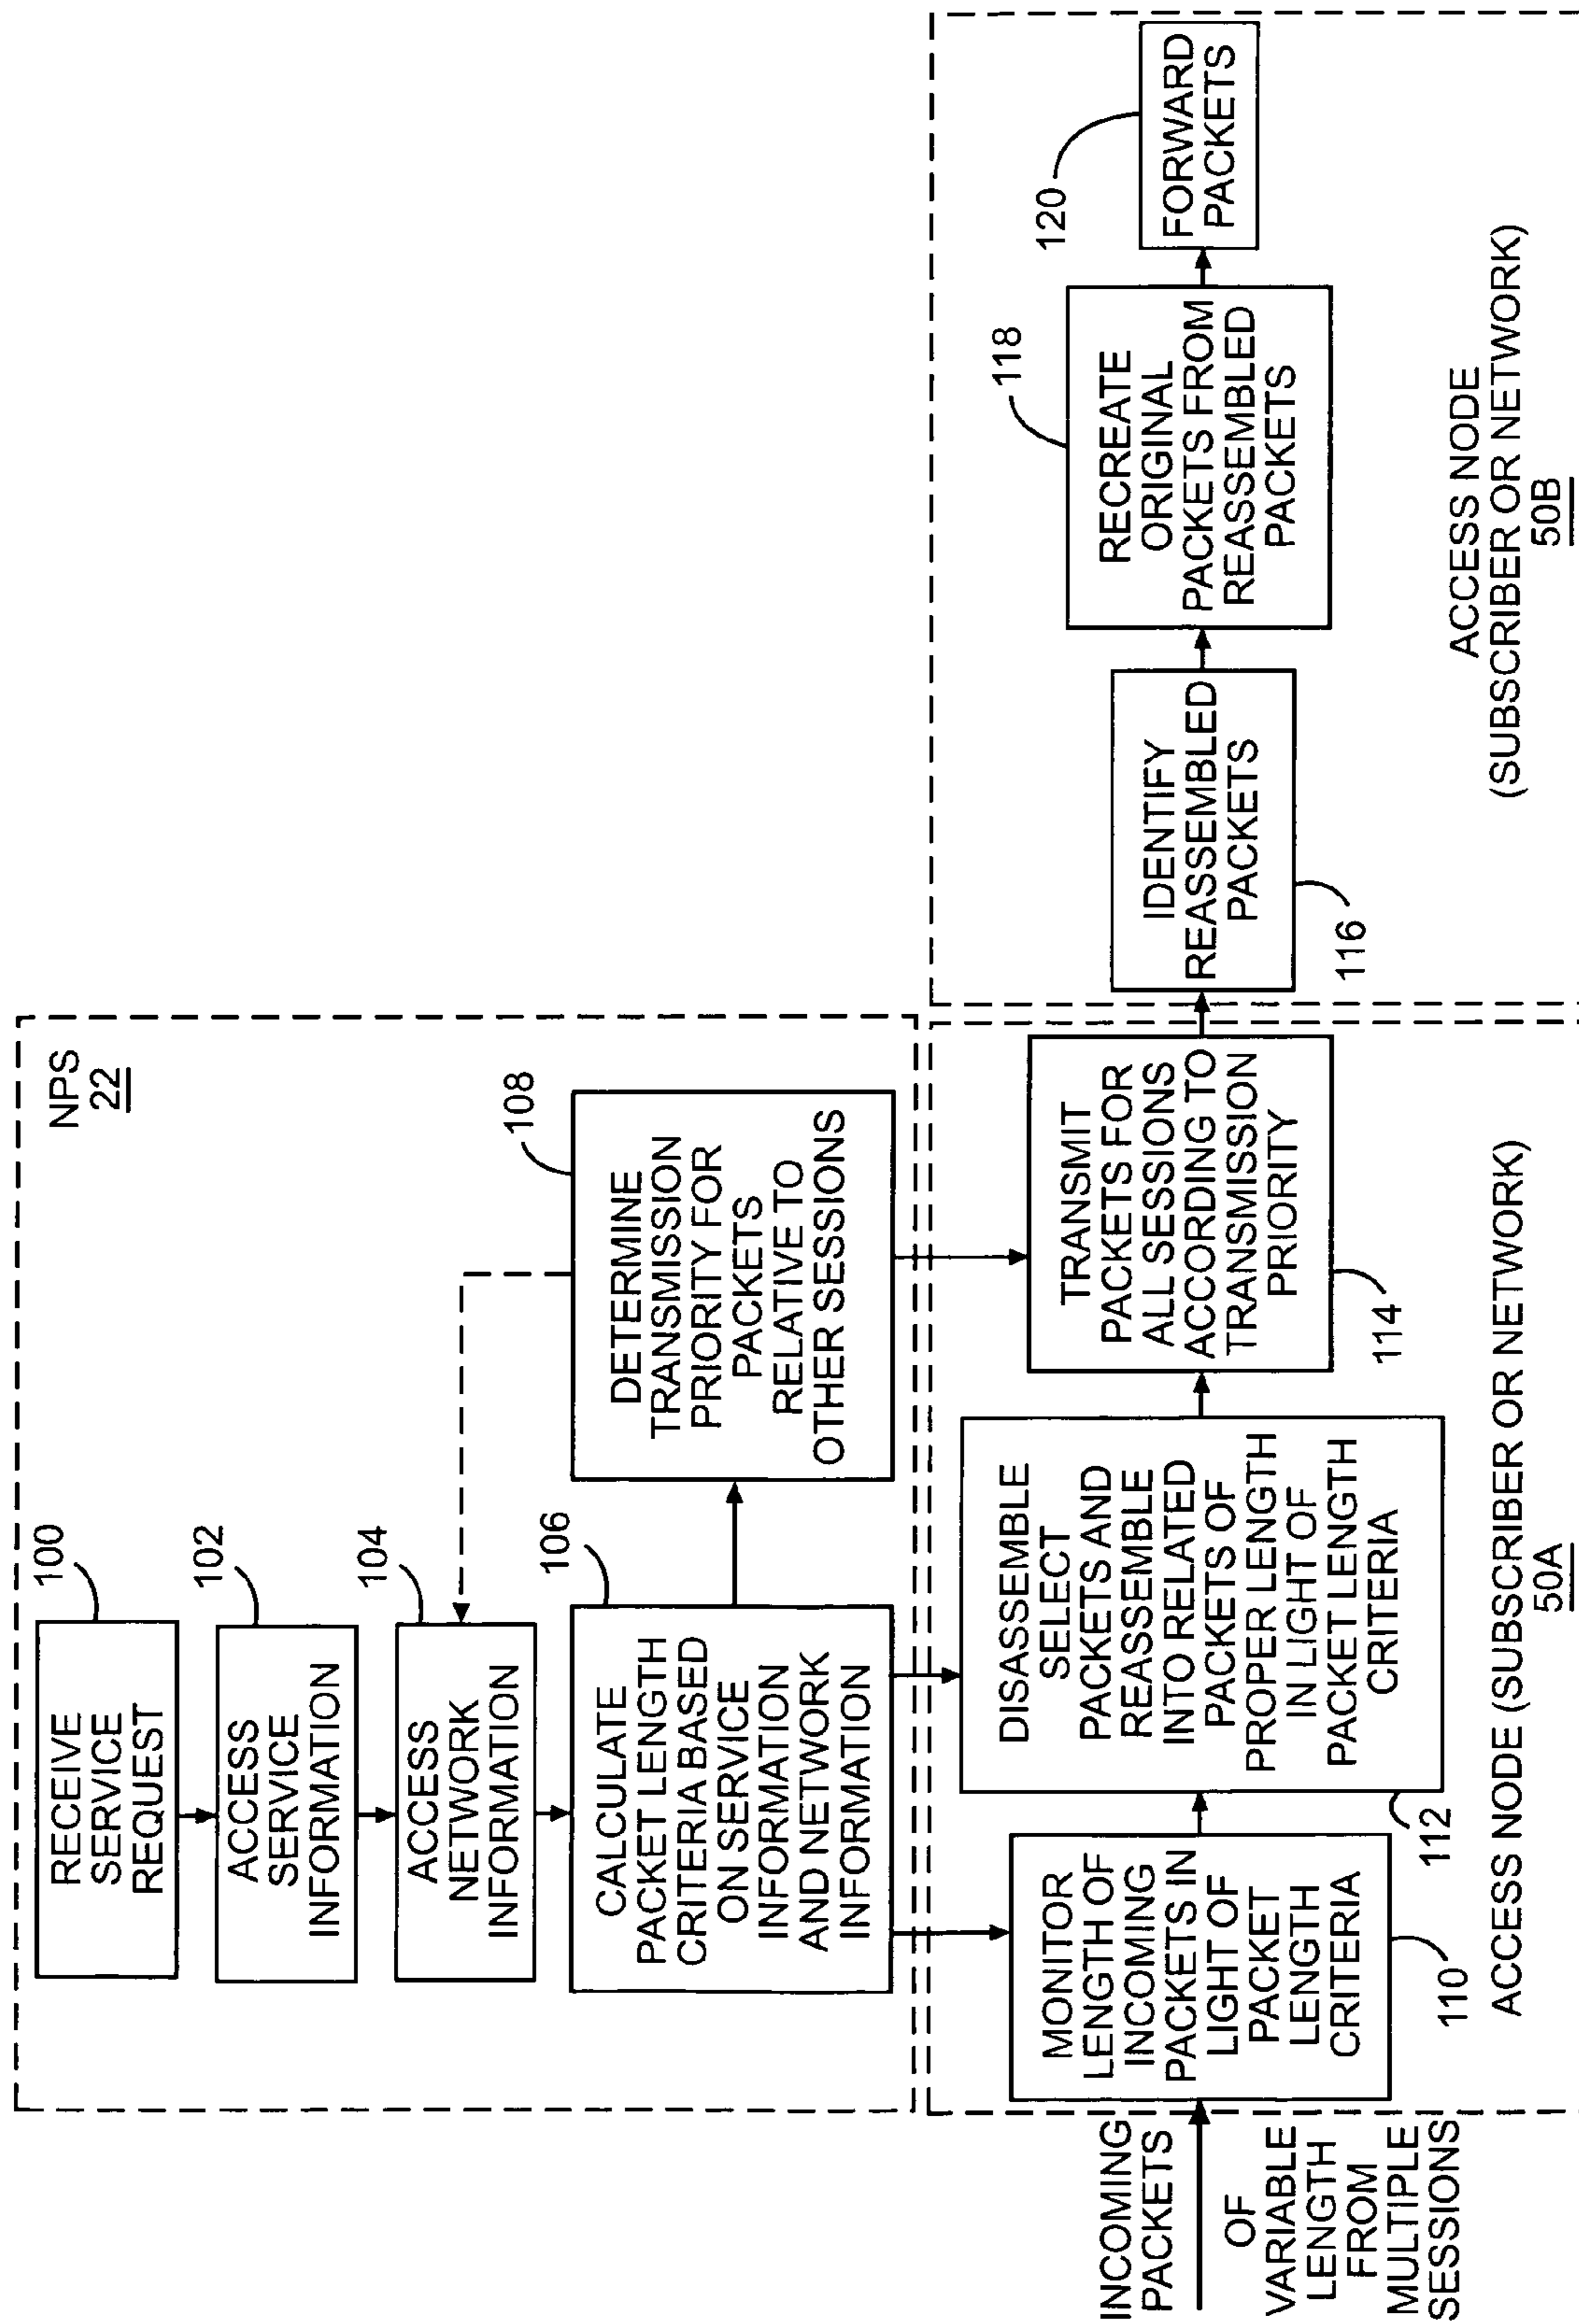 NPS
22
100
RECEIVE
SERVICE
REQUEST
102
ACCESS
SERVICE
INFORMATION
104
ACCESS
NETWORK
INFORMATION
106
CALCULATE
PACKET LENGTH
CRITERIA BASED
ON SERVICE
INFORMATION
AND NETWORK
INFORMATION
108
DETERMINE
TRANSMISSION
PRIORITY FOR
PACKETS
RELATIVE TO
OTHER SESSIONS
INCOMING
PACKETS
OF
VARIABLE
LENGTH
FROM
MULTIPLE
SESSIONS
MONITOR
LENGTH OF
INCOMING
PACKETS IN
LIGHT OF
PACKET
LENGTH
CRITERIA
110
DISASSEMBLE
SELECT
PACKETS AND
REASSEMBLE
INTO RELATED
PACKETS OF
PROPER LENGTH
IN LIGHT OF
PACKET LENGTH
CRITERIA
112
TRANSMIT
PACKETS FOR
ALL SESSIONS
ACCORDING TO
TRANSMISSION
PRIORITY
114
ACCESS NODE (SUBSCRIBER OR NETWORK)
50A
IDENTIFY
REASSEMBLED
PACKETS
116
118
RECREATE
ORIGINAL
PACKETS FROM
REASSEMBLED
PACKETS
120
FORWARD
PACKETS
ACCESS NODE
(SUBSCRIBER OR NETWORK)
50B